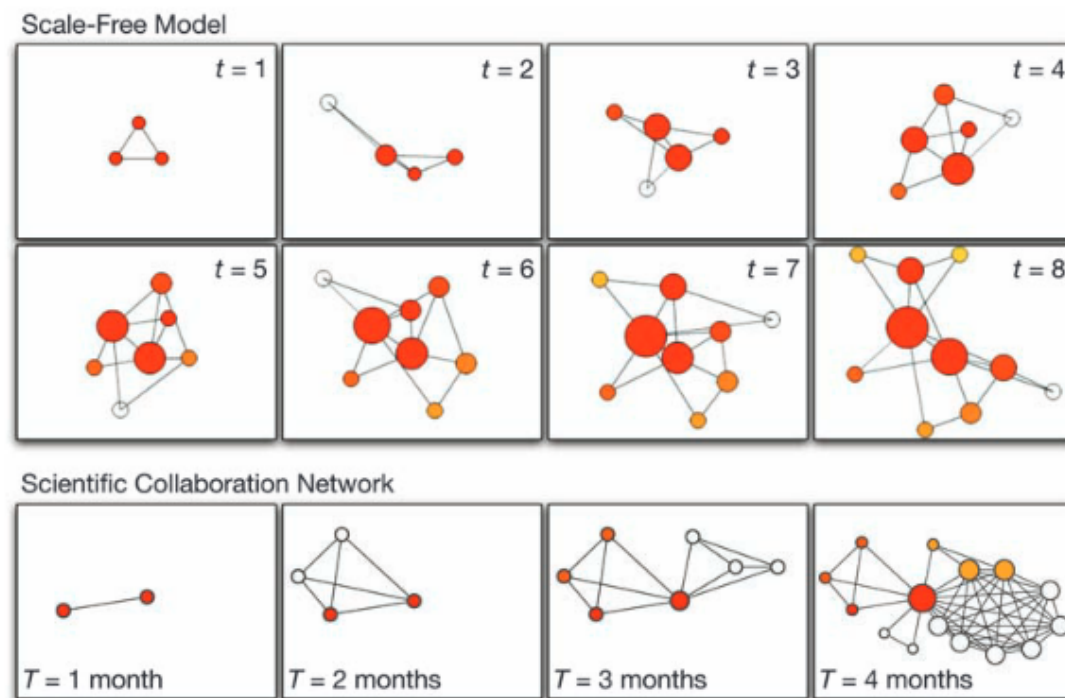 Scale-Free Model
t = 1
t = 2
t = 3
t = 4
t = 5
t = 6
t = 7
t = 8
Scientific Collaboration Network
T = 1 month
T = 2 months
T = 3 months
T = 4 months